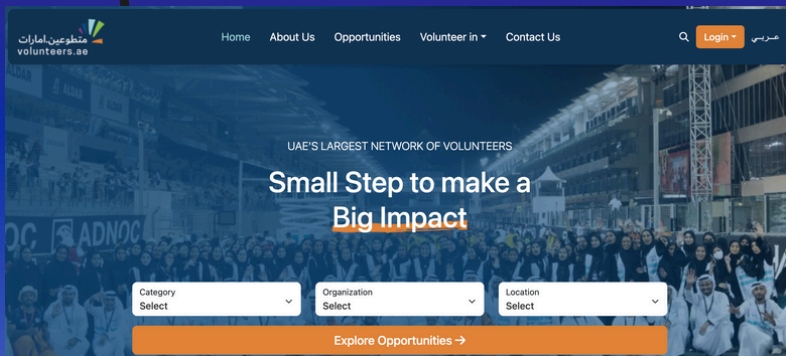 متطوعين.امارات
volunteers.ae
Home About Us Opportunities Volunteer in Contact Us Login عربي
UAE'S LARGEST NETWORK OF VOLUNTEERS
Small Step to make a
Big Impact
ADNOC
Category Organization Location
Select Select Select
Explore Opportunities →